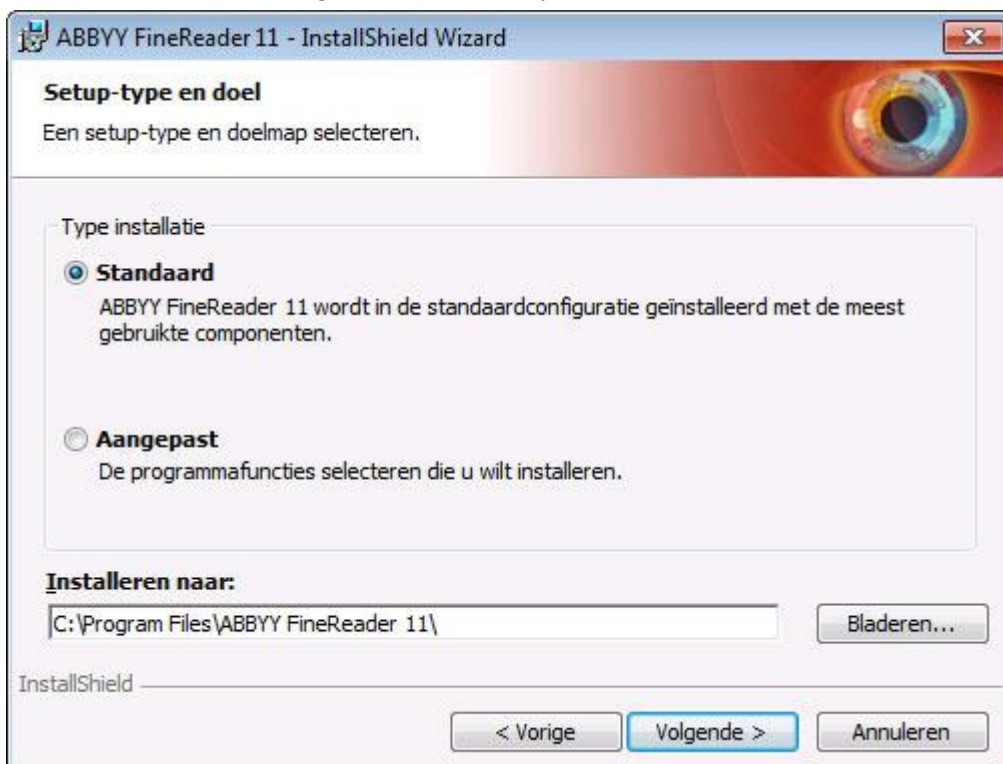 ABBYY FineReader 11 - InstallShield Wizard
Setup-type en doel
Een setup-type en doelmap selecteren.
Type installatie
Standaard
ABBYY FineReader 11 wordt in de standaardconfiguratie geïnstalleerd met de meest
gebruikte componenten.
Aangepast
De programmafuncties selecteren die u wilt installeren.
Installeren naar:
C:\Program Files\ABBYY FineReader 11\
Bladeren...
InstallShield
< Vorige
Volgende >
Annuleren